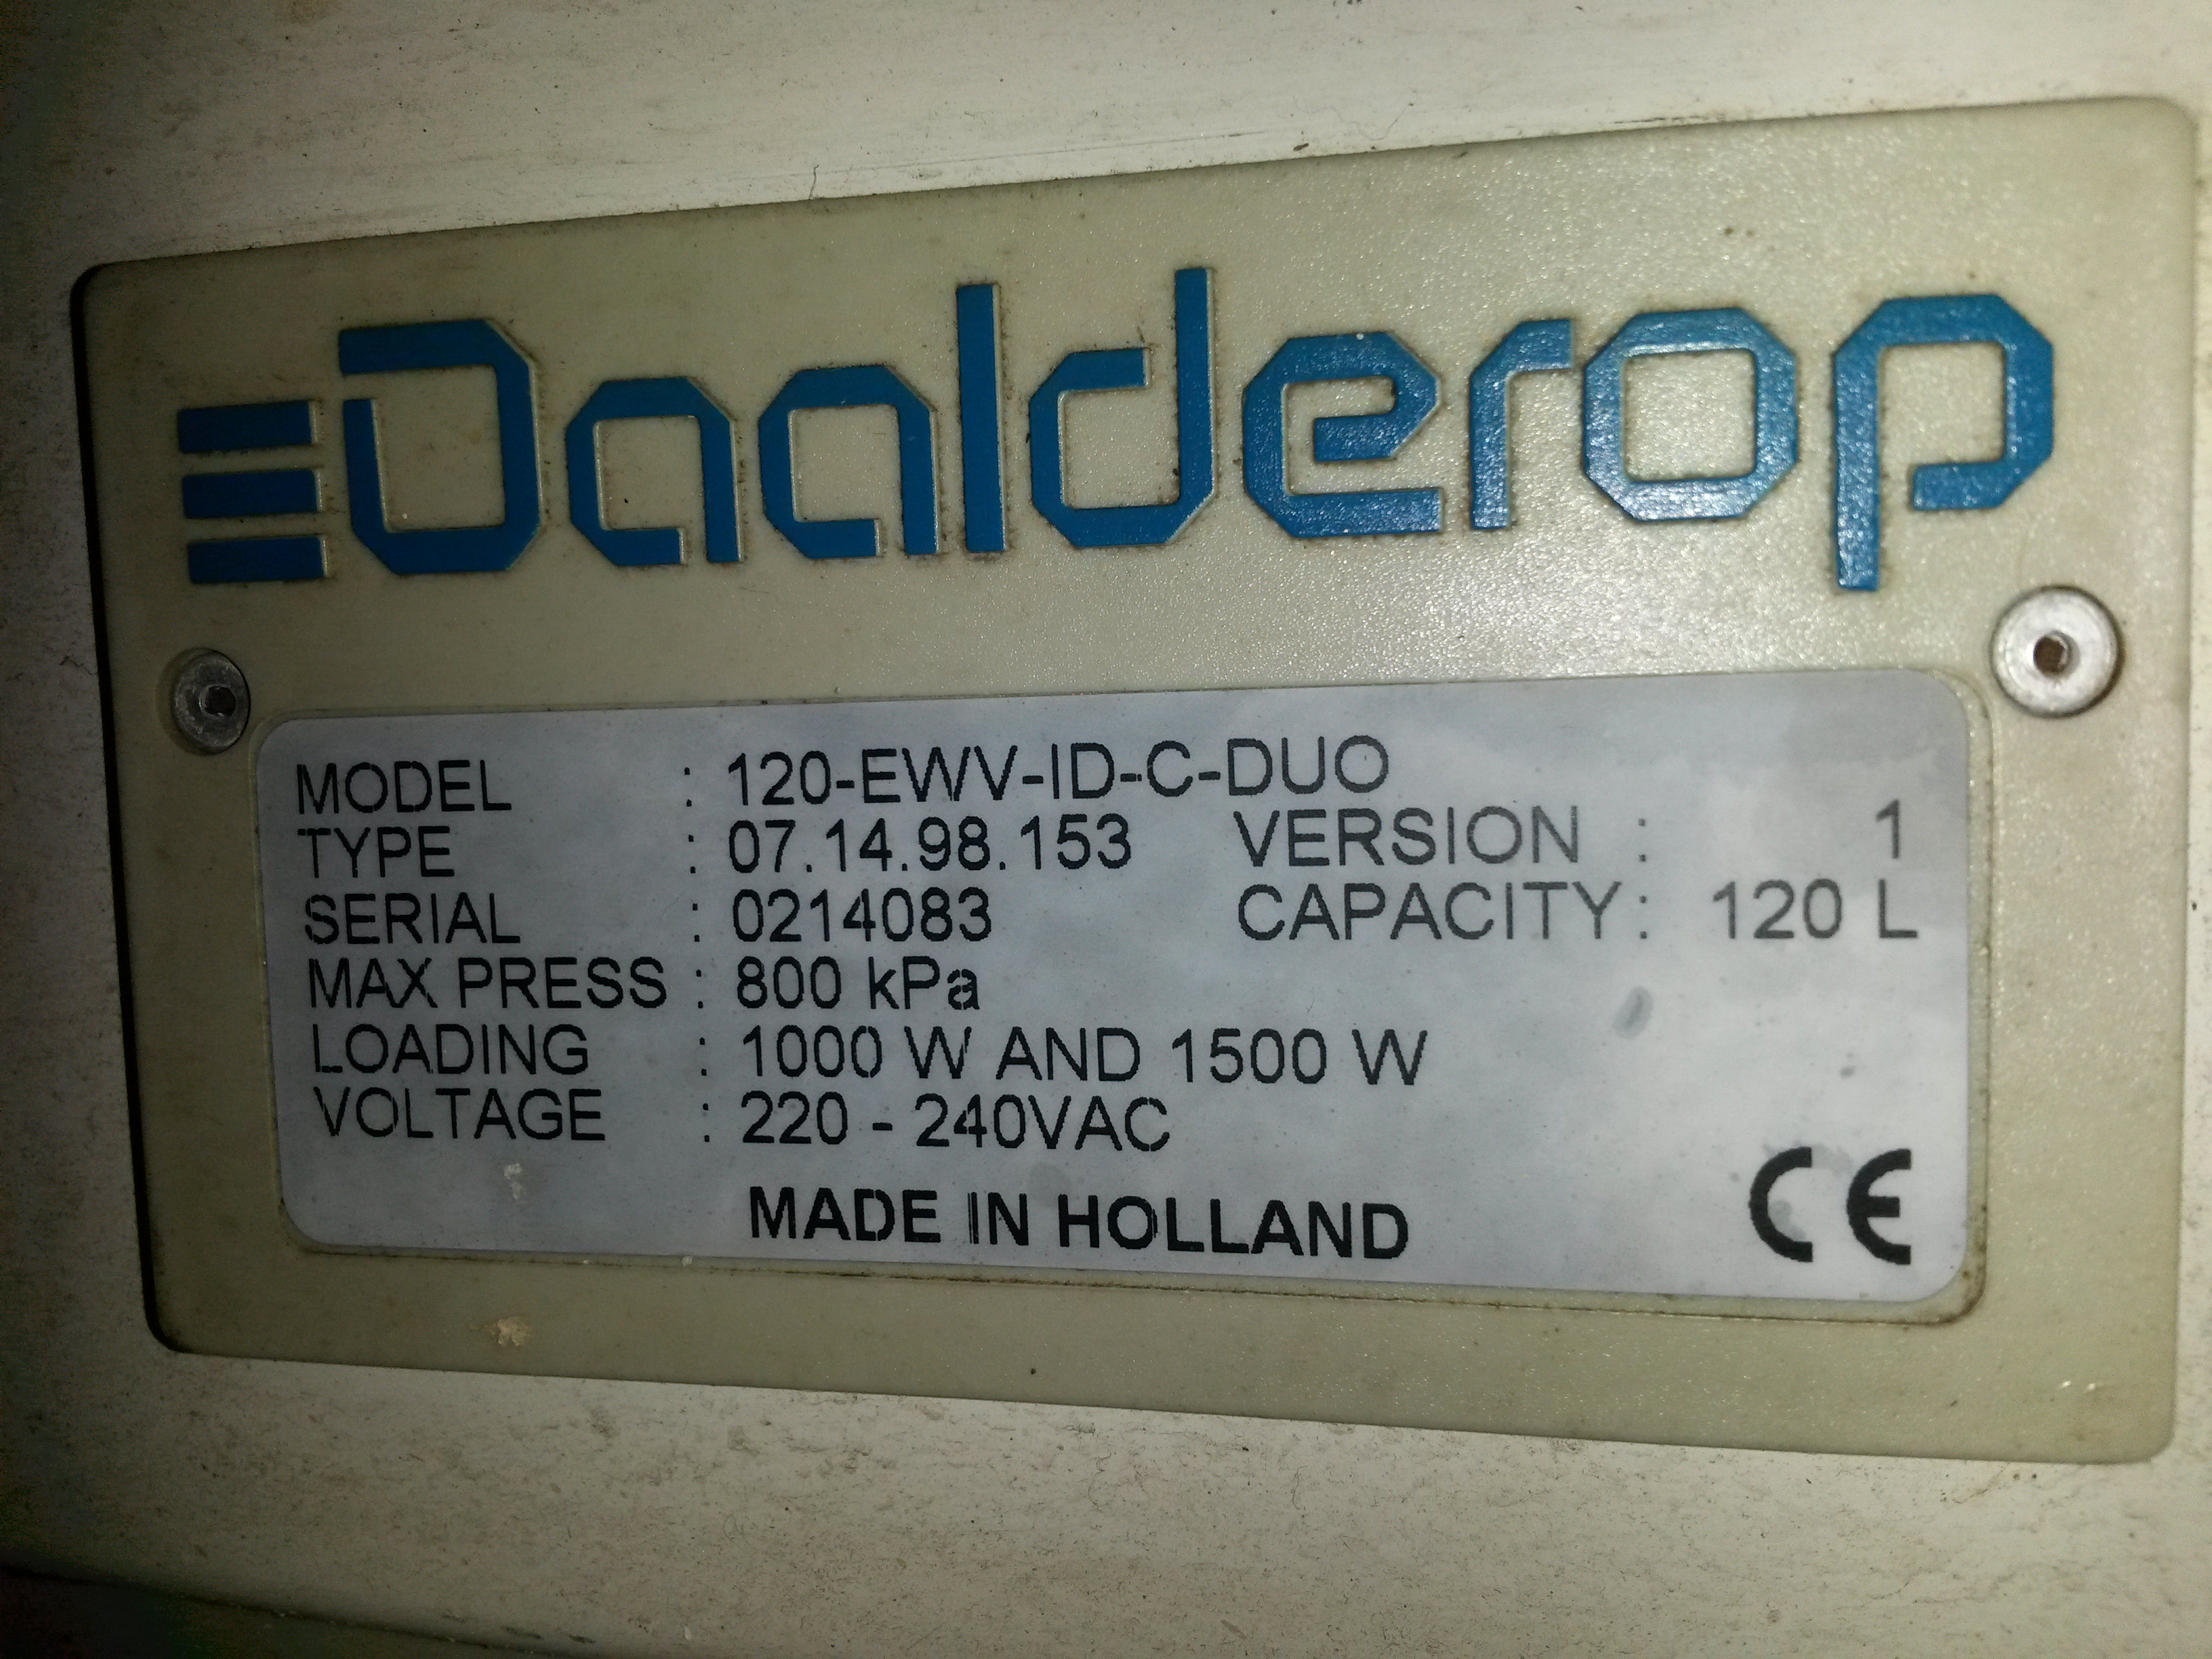 Daalderop
MODEL : 120-EWV-ID-C-DUO
TYPE : 07.14.98.153 VERSION : 1
SERIAL : 0214083 CAPACITY : 120 L
MAX PRESS : 800 kPa
LOADING : 1000 W AND 1500 W
VOLTAGE : 220 - 240VAC
MADE IN HOLLAND CE